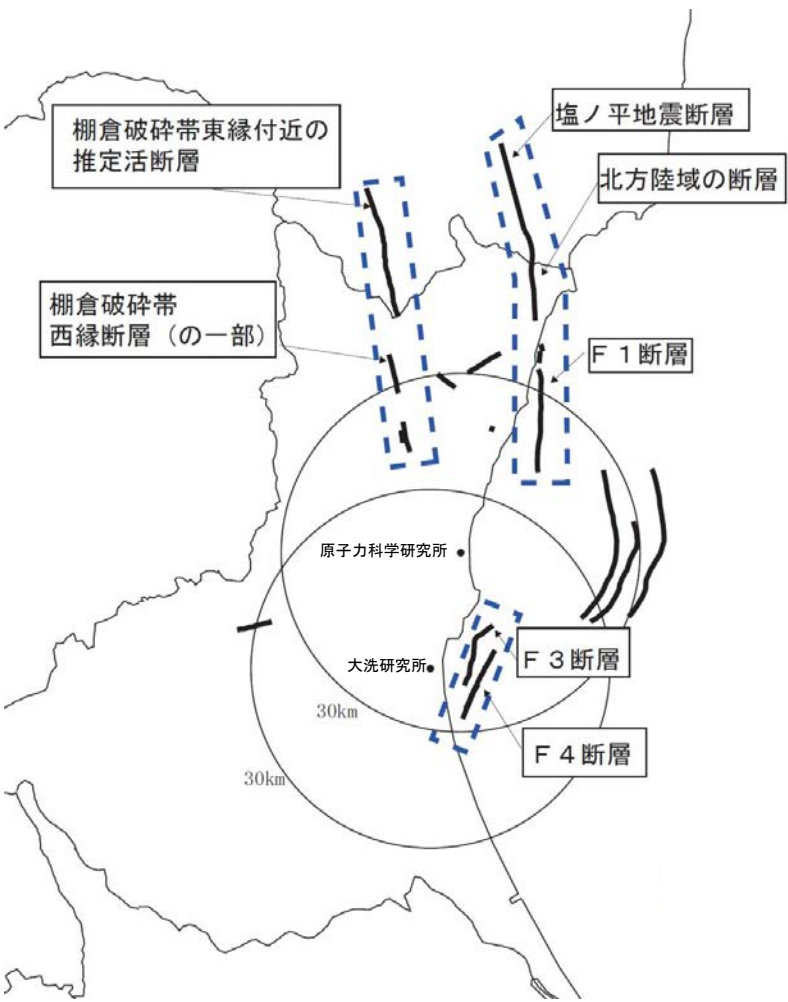 塩ノ平地震断層
棚倉破砕帯東縁付近の
推定活断層
北方陸域の断層
棚倉破砕帯
西縁断層（の一部）
Ｆ１断層
原子力科学研究所
Ｆ３断層
大洗研究所
30km
Ｆ４断層
30km